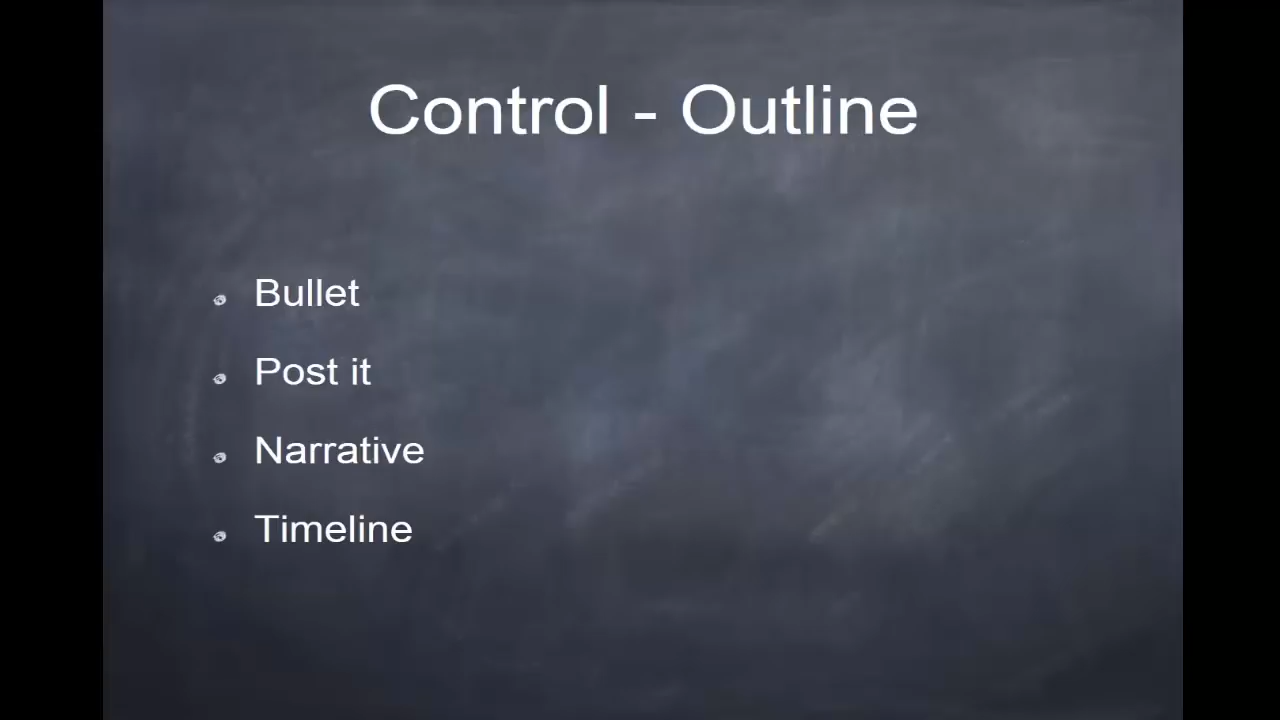 Control - Outline
Bullet
Post it
Narrative
Timeline